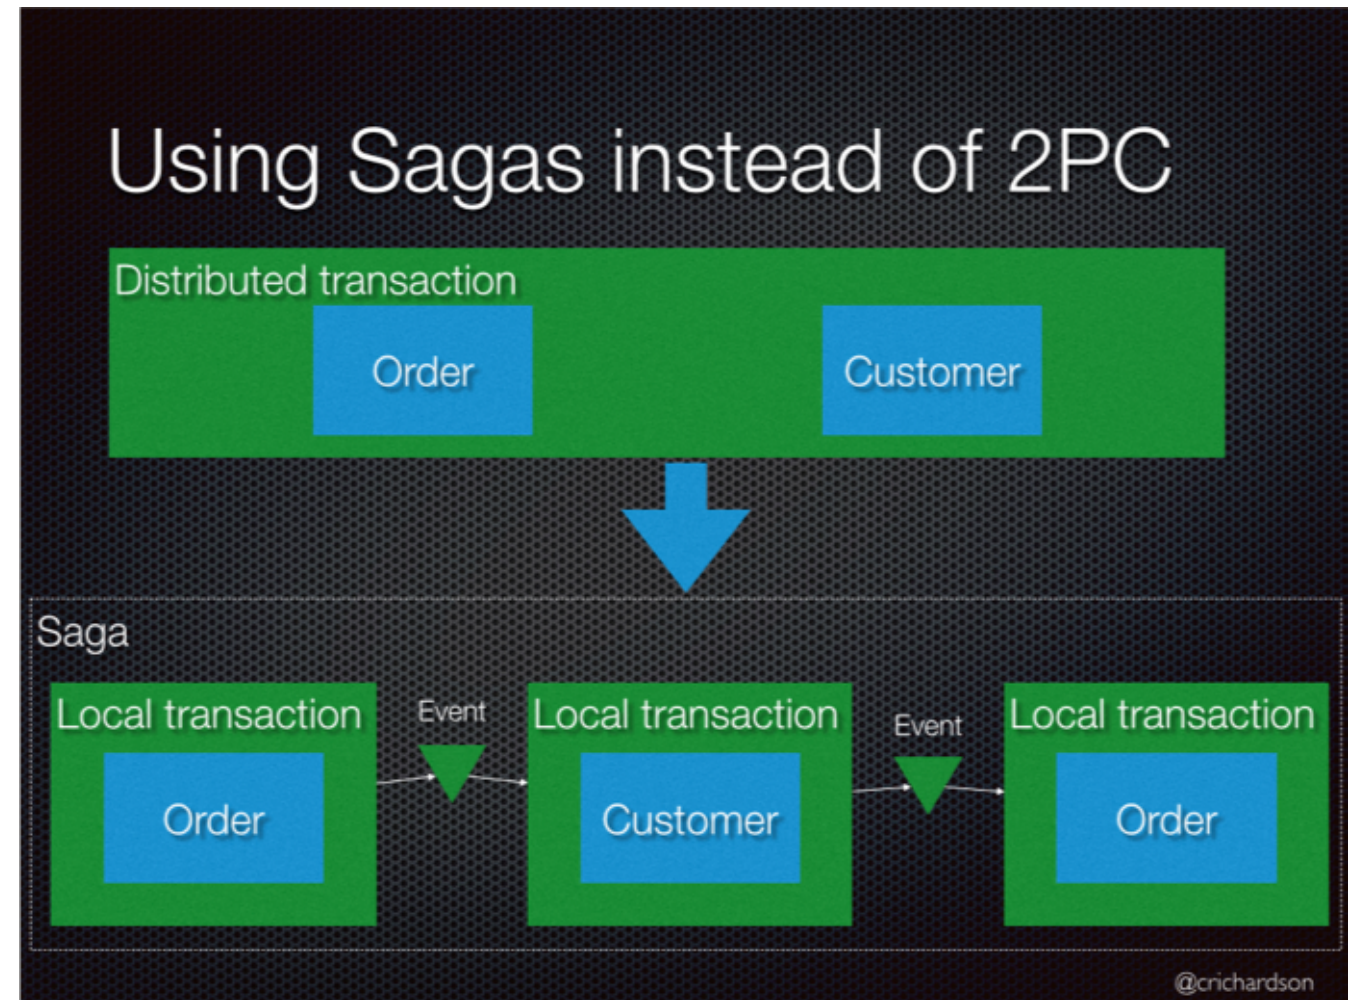 Using Sagas instead of 2PC
Distributed transaction
Order
Customer
Saga
Local transaction
Order
Event
Local transaction
Customer
Event
Local transaction
Order
@crichardson